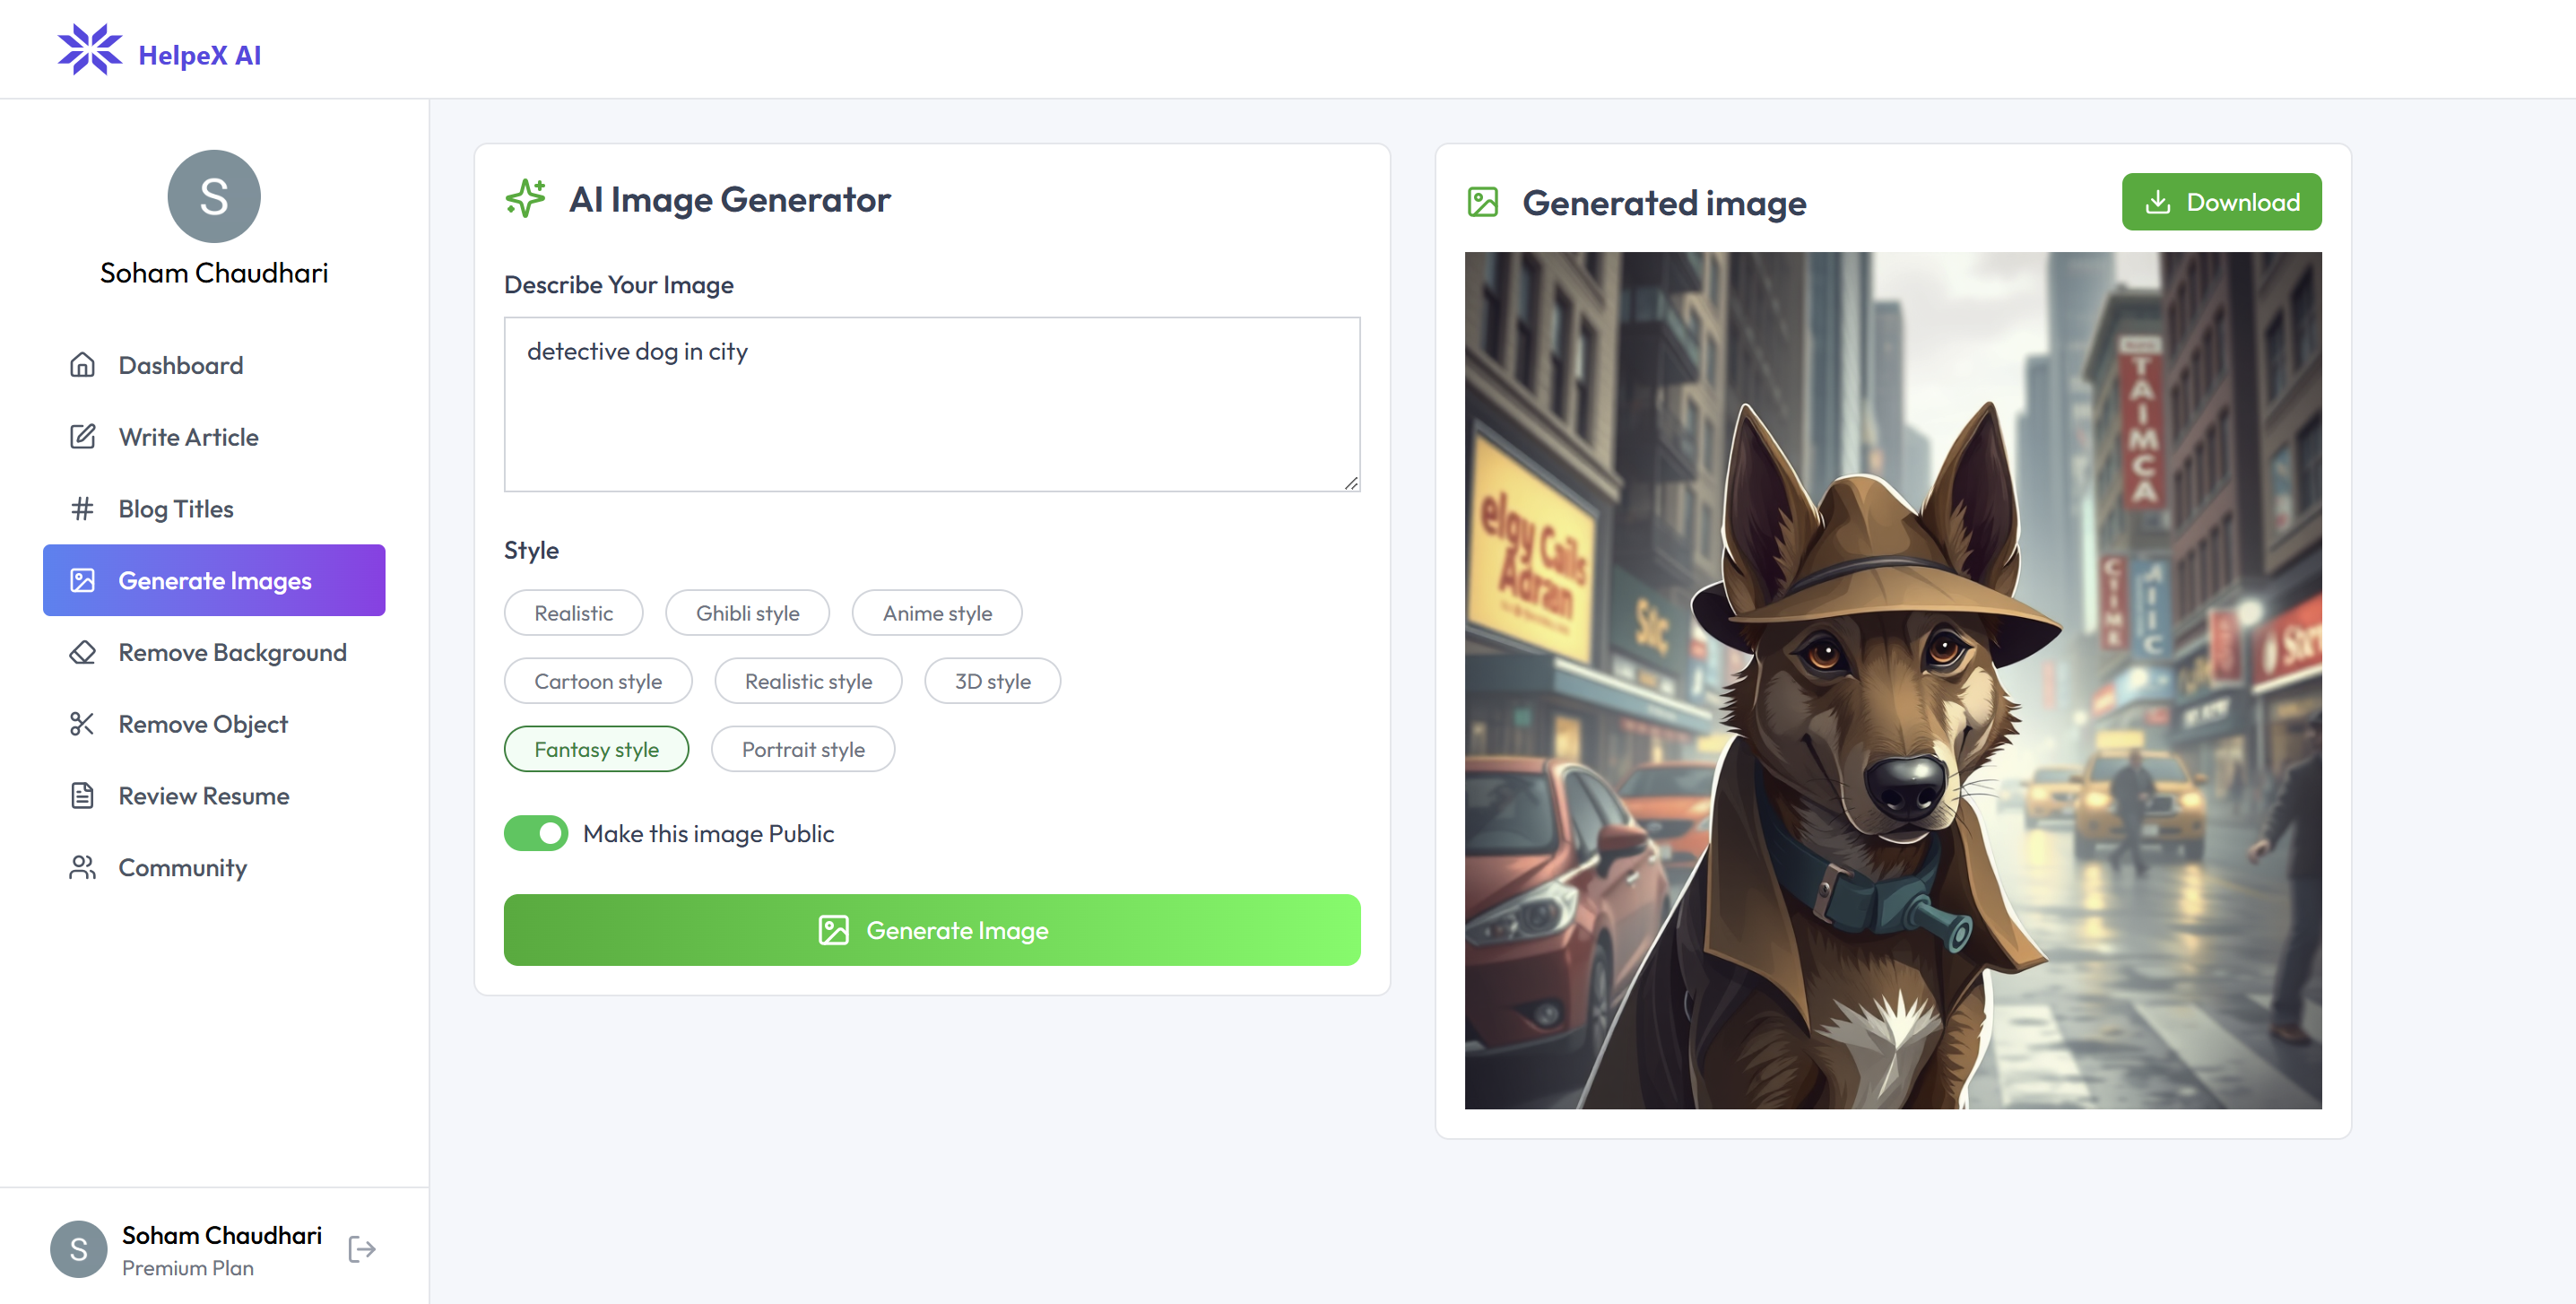 HelpeX AI
S
Soham Chaudhari
Dashboard
Write Article
Blog Titles
Generate Images
Remove Background
Remove Object
Review Resume
Community
S
Soham Chaudhari
Premium Plan
AI Image Generator
Describe Your Image
detective dog in city
Style
Realistic
Ghibli style
Anime style
Cartoon style
Realistic style
3D style
Fantasy style
Portrait style
Make this image Public
Generate Image
Generated image
Download
elgy Cails
Adran
TAIMCA